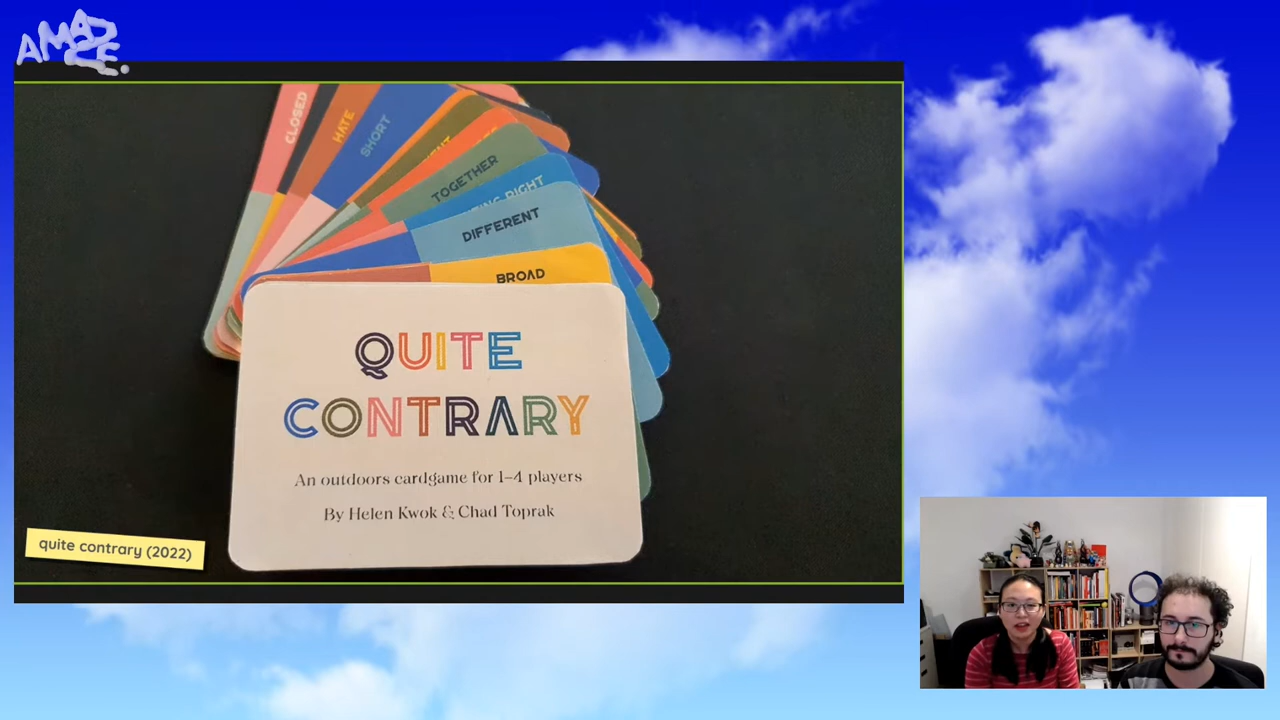 AMAZE.
CLOSED
HATE
SHORT
TOGETHER
RIGHT
DIFFERENT
BROAD
QUITE
CONTRARY
An outdoors cardgame for 1–4 players
By Helen Kwok & Chad Toprak
quite contrary (2022)